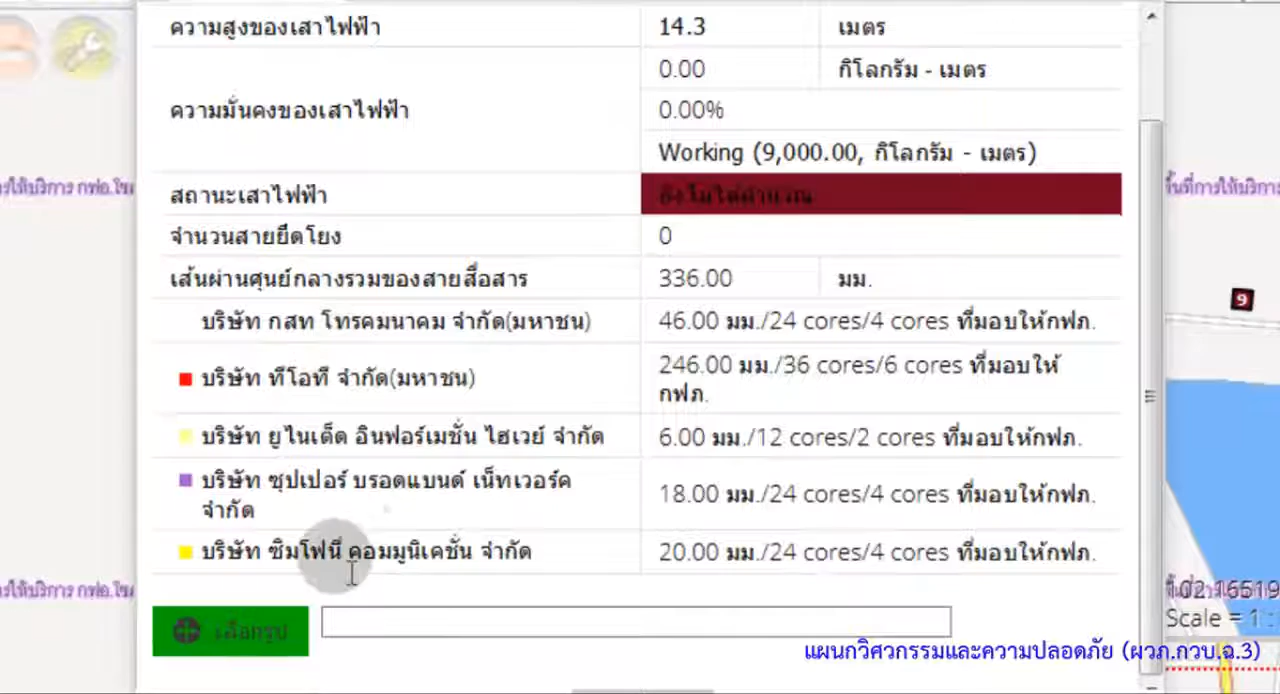 ความสูงของเสาไฟฟ้า 14.3 เมตร
0.00 กิโลกรัม - เมตร
ความมั่นคงของเสาไฟฟ้า 0.00%
Working (9,000.00, กิโลกรัม - เมตร)
สถานะเสาไฟฟ้า ยังไม่ได้คำนวณ
จำนวนสายยึดโยง 0
เส้นผ่านศูนย์กลางรวมของสายสื่อสาร 336.00 มม.
บริษัท กสท โทรคมนาคม จำกัด(มหาชน) 46.00 มม./24 cores/4 cores ที่มอบให้กฟภ.
บริษัท ทีโอที จำกัด(มหาชน) 246.00 มม./36 cores/6 cores ที่มอบให้
กฟภ.
บริษัท ยูไนเต็ด อินฟอร์เมชั่น ไฮเวย์ จำกัด 6.00 มม./12 cores/2 cores ที่มอบให้กฟภ.
บริษัท ซุปเปอร์ บรอดแบนด์ เน็ทเวอร์ค
จำกัด 18.00 มม./24 cores/4 cores ที่มอบให้กฟภ.
บริษัท ซิมโฟนี่ คอมมูนิเคชั่น จำกัด 20.00 มม./24 cores/4 cores ที่มอบให้กฟภ.
เลือกรูป
แผนกวิศวกรรมและความปลอดภัย (ผวภ.กวบ.ฉ.3)
9
Scale = 1 :